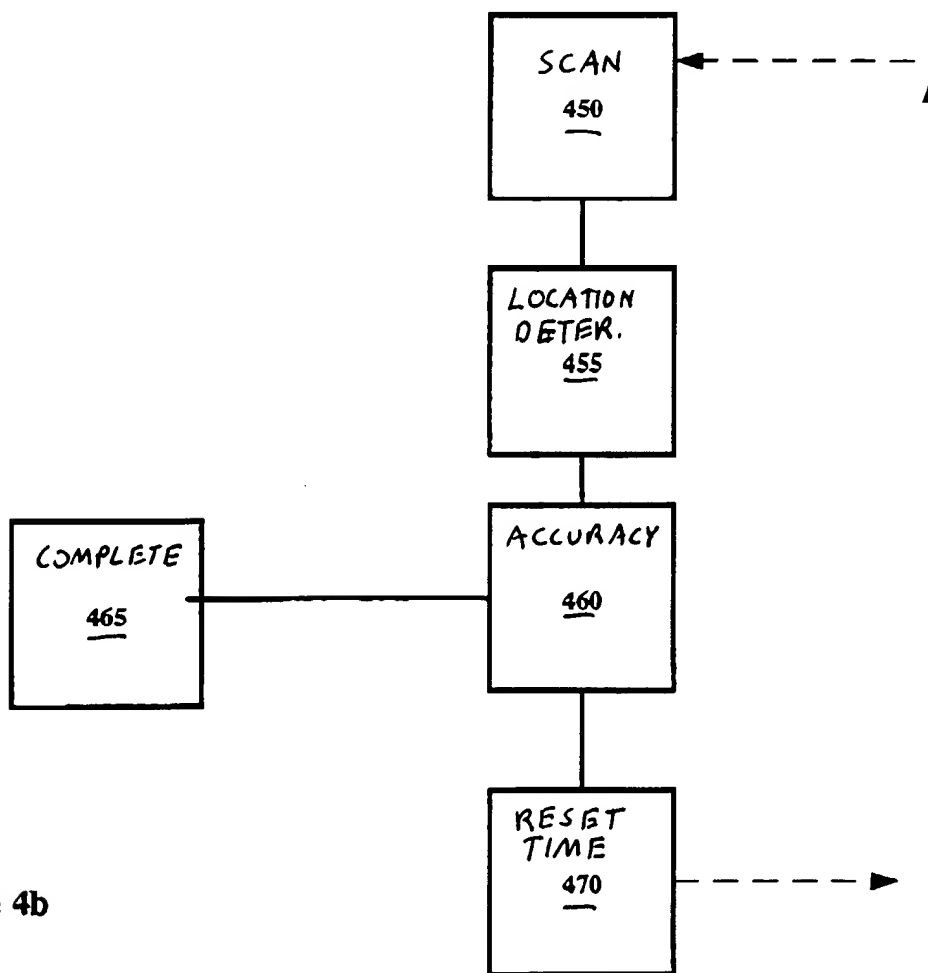 SCAN
450
LOCATION
DETER.
455
ACCURACY
460
COMPLETE
465
RESET
TIME
470
4b